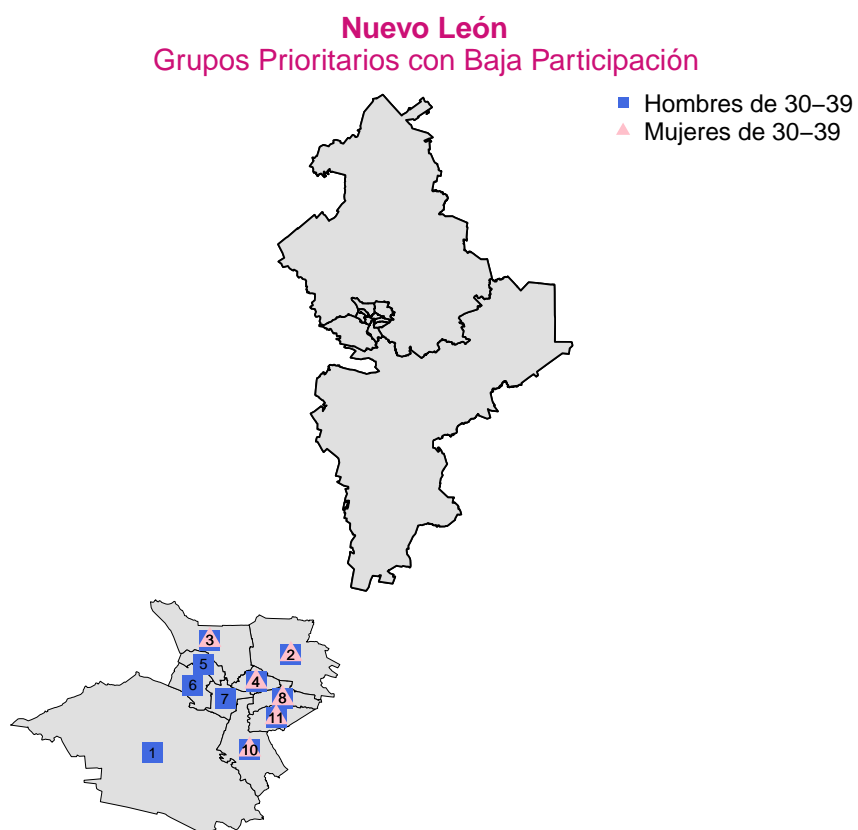 Nuevo León
Grupos Prioritarios con Baja Participación
Hombres de 30–39
Mujeres de 30–39
3
2
5
4
6
7
8
11
10
1